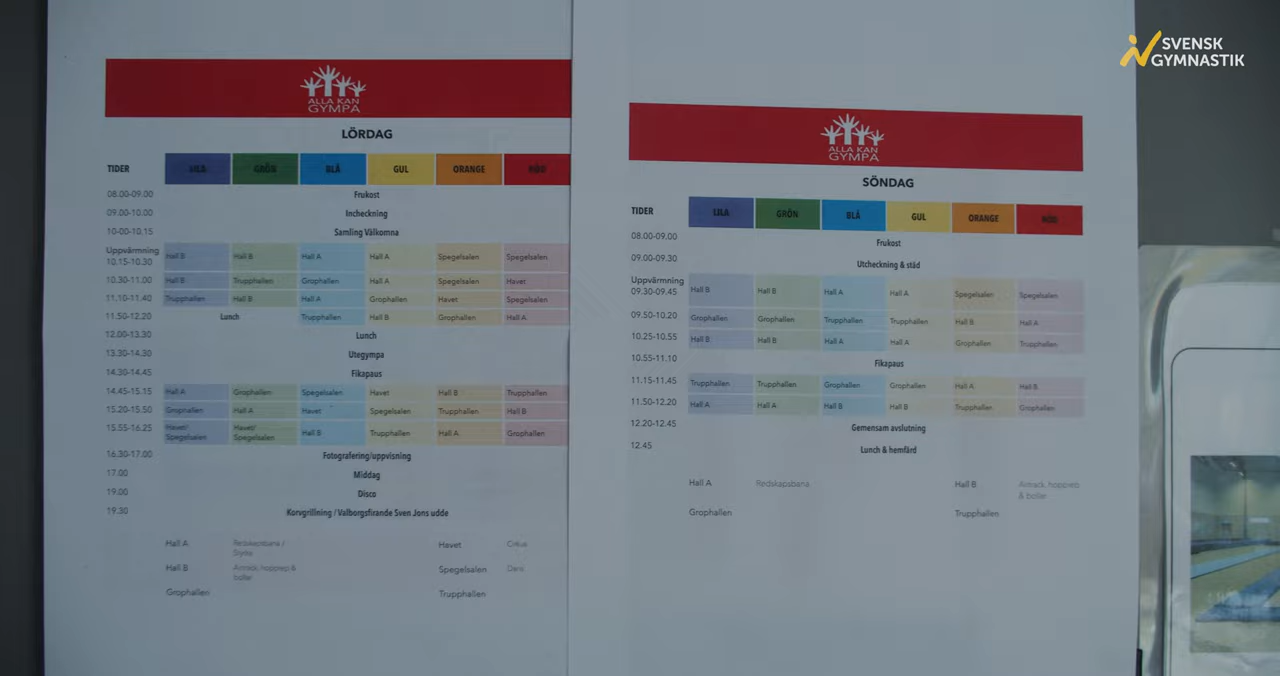 SVENSK
GYMNASTIK
ALLA KAN
GYMPA
LÖRDAG
TIDER LILA GRÖN BLÅ GUL ORANGE RÖD
08.00-09.00 Frukost
09.00-10.00 Incheckning
10-00-10.15 Samling Välkomna
Uppvärmning
10.15-10.30 Hall B Hall B Hall A Hall A Spegelsalen Spegelsalen
10.30-11.00 Hall B Trupphallen Grophallen Hall A Spegelsalen Havet
11.10-11.40 Trupphallen Hall B Hall A Grophallen Havet Spegelsalen
11.50-12.20 Lunch Trupphallen Hall B Grophallen Hall A
12.00-13.30 Lunch
13.30-14.30 Utegympa
14.30-14.45 Fikapaus
14.45-15.15 Hall A Grophallen Spegelsalen Havet Hall B Trupphallen
15.20-15.50 Grophallen Hall A Havet Spegelsalen Trupphallen Hall B
15.55-16.25 Havet/ Spegelsalen Havet/ Spegelsalen Hall B Trupphallen Hall A Grophallen
16.30-17.00 Fotografering/uppvisning
17.00 Middag
19.00 Disco
19.30 Korvgrillning / Valborgsfirande Sven Jons udde
Hall A Redskapsbana / Havet Cirkus
Styrka
Hall B Airtrack, hopprep & Spegelsalen Dans
bollar
Grophallen Trupphallen
ALLA KAN
GYMPA
SÖNDAG
TIDER LILA GRÖN BLÅ GUL ORANGE RÖD
08.00-09.00 Frukost
09.00-09.30 Utcheckning & städ
Uppvärmning
09.30-09.45 Hall B Hall B Hall A Hall A Spegelsalen Spegelsalen
09.50-10.20 Grophallen Grophallen Trupphallen Trupphallen Hall B Hall A
10.25-10.55 Hall B Hall B Hall A Hall A Grophallen Trupphallen
10.55-11.10 Fikapaus
11.15-11.45 Trupphallen Trupphallen Grophallen Grophallen Hall A Hall B
11.50-12.20 Hall A Hall A Hall B Hall B Trupphallen Grophallen
12.20-12.45 Gemensam avslutning
12.45 Lunch & hemfärd
Hall A Redskapsbana Hall B Airtrack, hopprep
& bollar
Grophallen Trupphallen